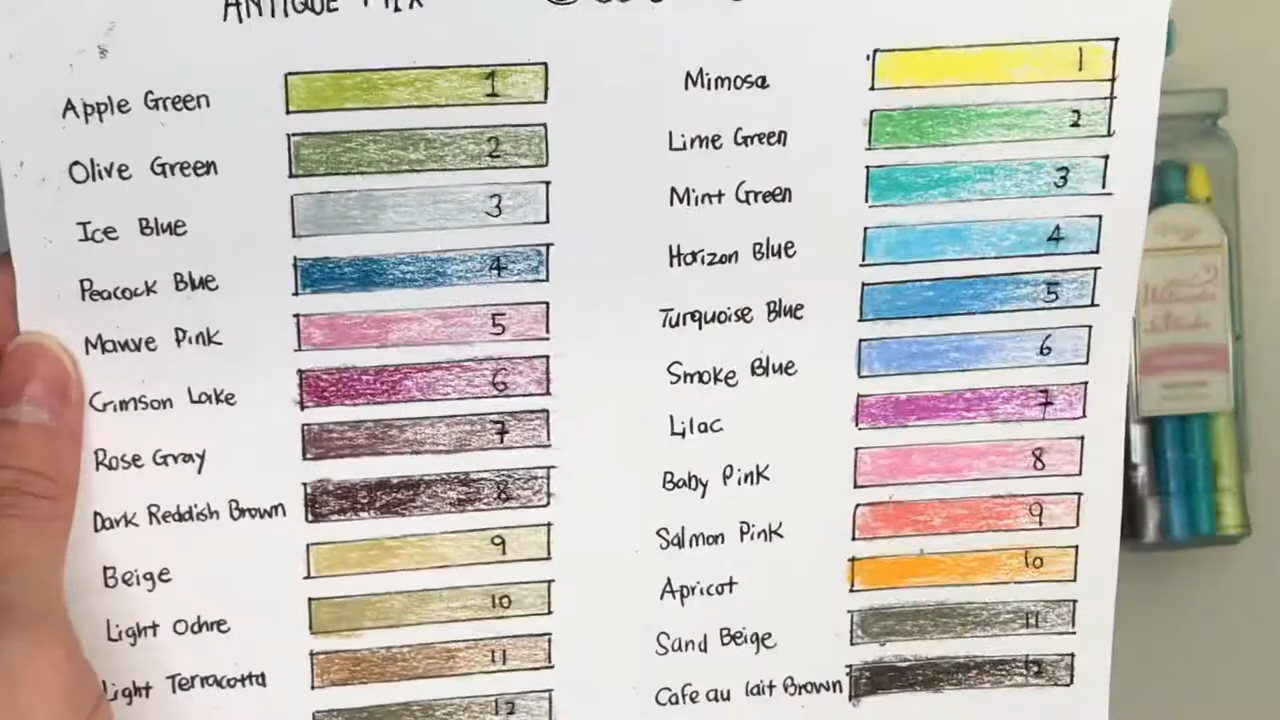 ANTIQUE MIX
Apple Green 1
Olive Green 2
Ice Blue 3
Peacock Blue 4
Mauve Pink 5
Crimson Lake 6
Rose Gray 7
Dark Reddish Brown 8
Beige 9
Light Ochre 10
Light Terracotta 11
12
Mimosa 1
Lime Green 2
Mint Green 3
Horizon Blue 4
Turquoise Blue 5
Smoke Blue 6
Lilac 7
Baby Pink 8
Salmon Pink 9
Apricot 10
Sand Beige 11
Cafe au lait Brown 12